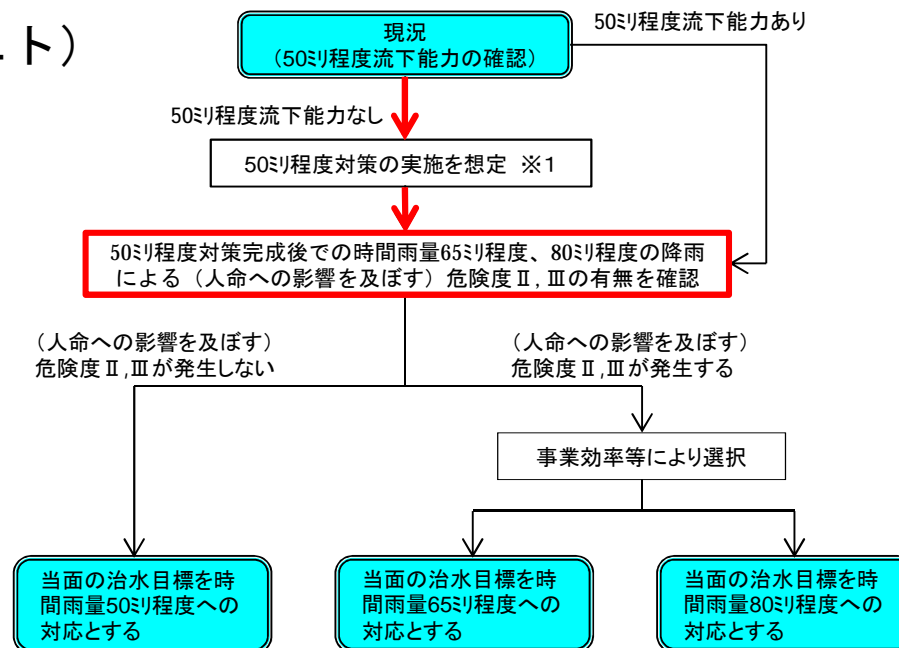 ト）
50ﾐﾘ程度流下能力あり
現況
（50ﾐﾘ程度流下能力の確認）
50ﾐﾘ程度流下能力なし
50ﾐﾘ程度対策の実施を想定 ※1
50ﾐﾘ程度対策完成後での時間雨量65ﾐﾘ程度、80ﾐﾘ程度の降雨
による（人命への影響を及ぼす）危険度Ⅱ,Ⅲの有無を確認
（人命への影響を及ぼす）
危険度Ⅱ,Ⅲが発生しない
（人命への影響を及ぼす）
危険度Ⅱ,Ⅲが発生する
事業効率等により選択
当面の治水目標を時
間雨量50ﾐﾘ程度への
対応とする
当面の治水目標を時
間雨量65ﾐﾘ程度への
対応とする
当面の治水目標を時
間雨量80ﾐﾘ程度への
対応とする